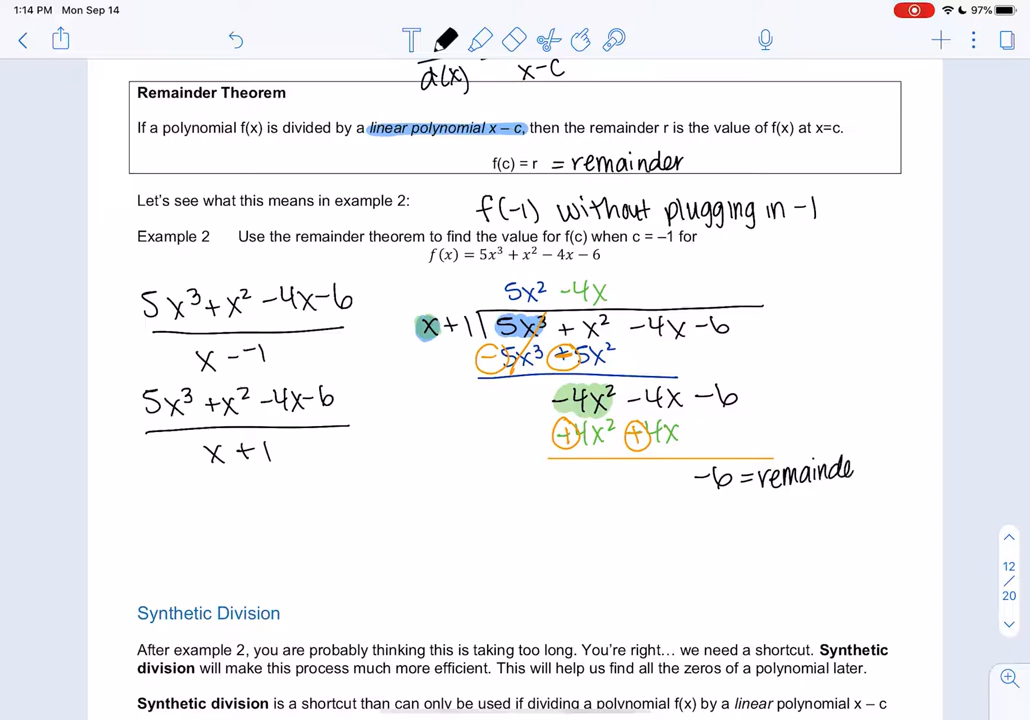 1:14 PM Mon Sep 14
97%
T
d(x) x-c
Remainder Theorem
If a polynomial f(x) is divided by a linear polynomial x – c, then the remainder r is the value of f(x) at x=c.
f(c) = r = remainder
Let's see what this means in example 2:
f(-1) without plugging in -1
Example 2 Use the remainder theorem to find the value for f(c) when c = –1 for
f(x) = 5x³ + x² − 4x − 6
5x³ + x² - 4x - 6
x - -1
5x³ + x² - 4x - 6
x + 1
5x² - 4x
x + 1 5x³ + x² - 4x - 6
- 5x³ + 5x²
-4x² - 4x - 6
+4x² + 4x
-6 = remainde
12
/
20
Synthetic Division
After example 2, you are probably thinking this is taking too long. You're right… we need a shortcut. Synthetic
division will make this process much more efficient. This will help us find all the zeros of a polynomial later.
Synthetic division is a shortcut than can only be used if dividing a polynomial f(x) by a linear polynomial x – c